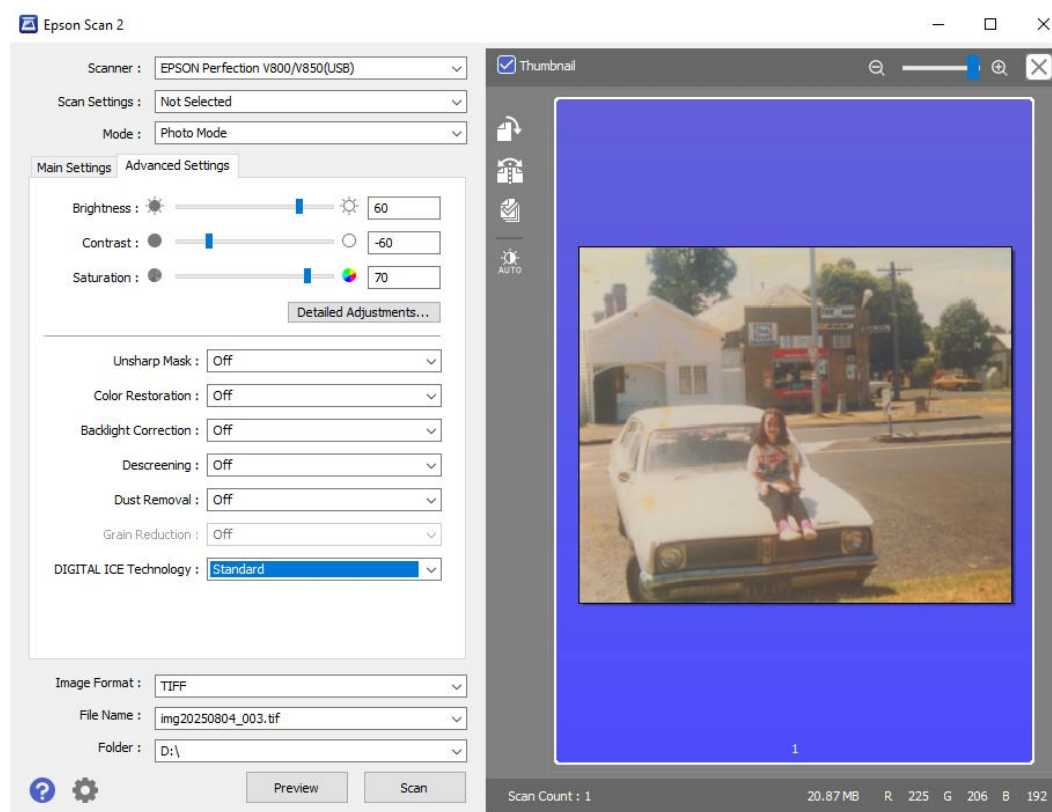 Epson Scan 2
Scanner : EPSON Perfection V800/V850(USB)
Scan Settings : Not Selected
Mode : Photo Mode
Main Settings Advanced Settings
Brightness : 60
Contrast : -60
Saturation : 70
Detailed Adjustments...
Unsharp Mask : Off
Color Restoration : Off
Backlight Correction : Off
Descreening : Off
Dust Removal : Off
Grain Reduction : Off
DIGITAL ICE Technology : Standard
Image Format : TIFF
File Name : img20250804_003.tif
Folder : D:\
Preview Scan
Thumbnail
AUTO
THE
1
Scan Count : 1 20.87 MB R 225 G 206 B 192